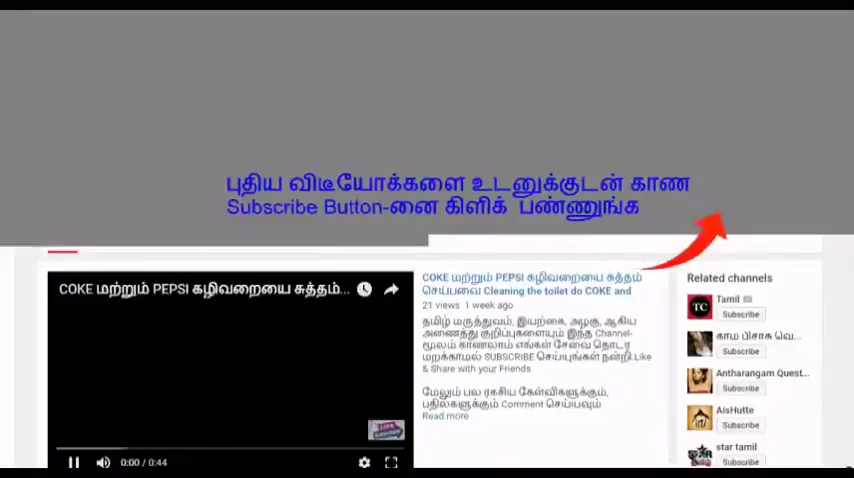 புதிய விடீயோக்களை உடனுக்குடன் காண
Subscribe Button-னை கிளிக் பண்ணுங்க
COKE மற்றும் PEPSI கழிவறையை சுத்தம்...
0:00 / 0:44
COKE மற்றும் PEPSI கழிவறையை சுத்தம்
செய்பவை Cleaning the toilet do COKE and
21 views 1 week ago
தமிழ் மருத்துவம், இயற்கை, அழகு, ஆகிய
அணைத்து குறிப்புகளையும் இந்த Channel-
மூலம் காணலாம் எங்கள் சேவை தொடர
மறக்காமல் SUBSCRIBE செய்யுங்கள் நன்றி.Like
& Share with your Friends.
மேலும் பல ரகசிய கேள்விகளுக்கும்,
பதில்களுக்கும் Comment செய்யவும்
Read more
Related channels
TC
Tamil
Subscribe
காம பிசாசு வெ...
Subscribe
Antharangam Quest...
Subscribe
AisHutte
Subscribe
star tamil
Subscribe